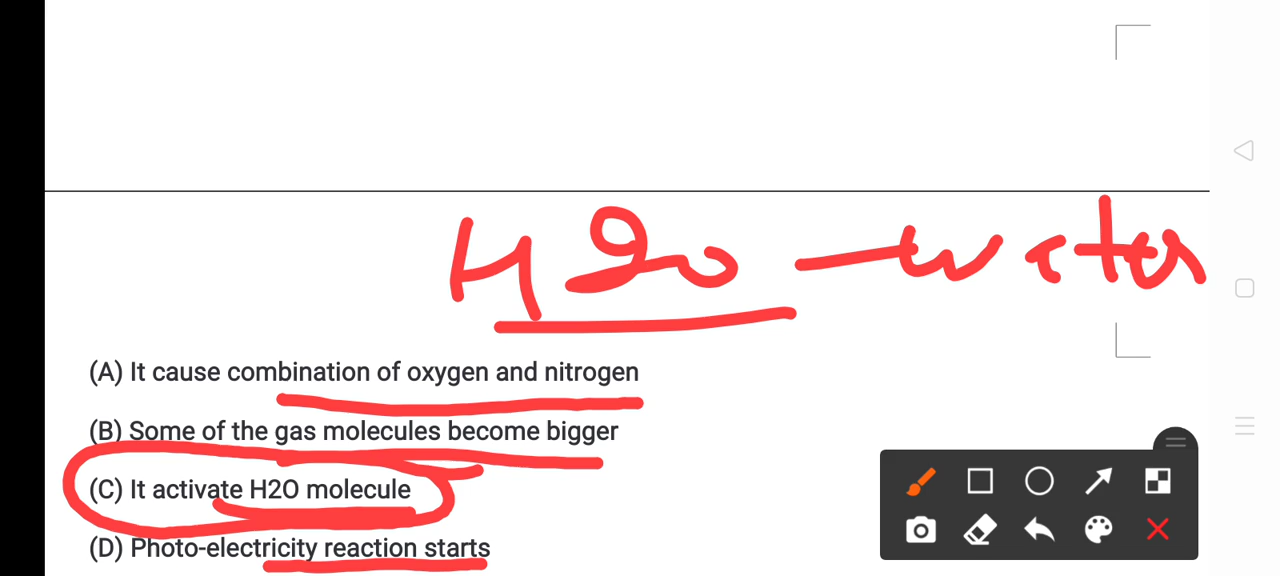 H2o - water
(A) It cause combination of oxygen and nitrogen
(B) Some of the gas molecules become bigger
(C) It activate H2O molecule
(D) Photo-electricity reaction starts